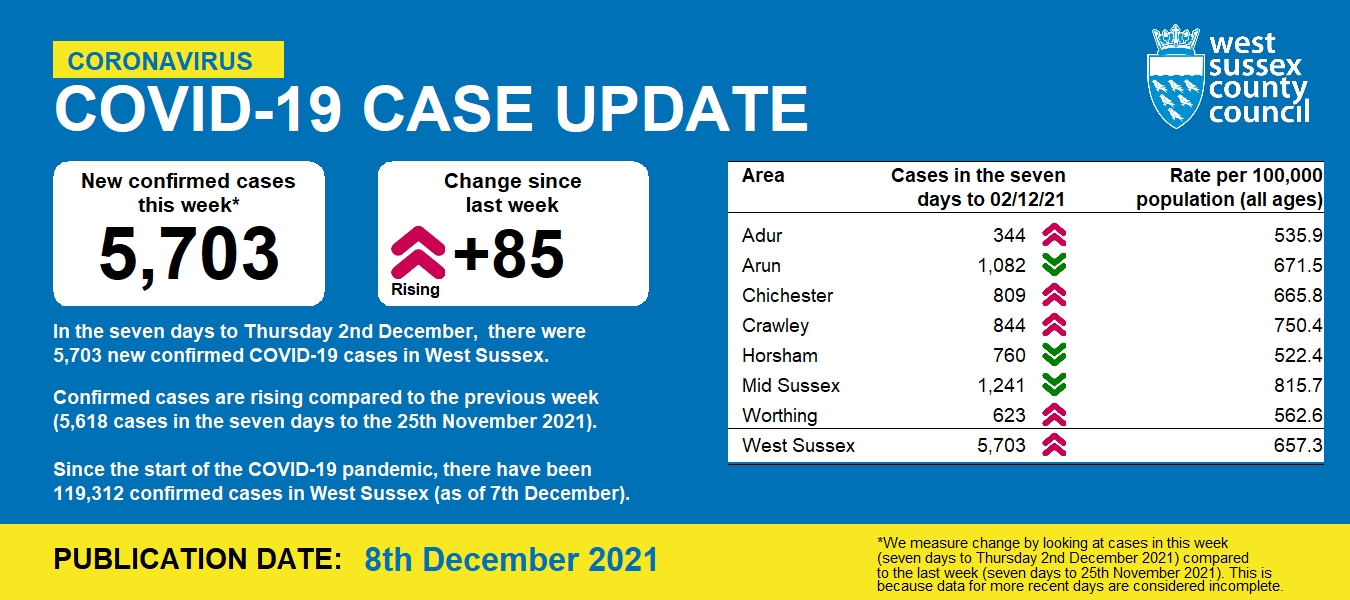 CORONAVIRUS
COVID-19 CASE UPDATE
west
sussex
county
council
New confirmed cases
this week*
5,703
Change since
last week
+85
Rising
In the seven days to Thursday 2nd December, there were
5,703 new confirmed COVID-19 cases in West Sussex.
Confirmed cases are rising compared to the previous week
(5,618 cases in the seven days to the 25th November 2021).
Since the start of the COVID-19 pandemic, there have been
119,312 confirmed cases in West Sussex (as of 7th December).
Area Cases in the seven Rate per 100,000
days to 02/12/21 population (all ages)
Adur 344 535.9
Arun 1,082 671.5
Chichester 809 665.8
Crawley 844 750.4
Horsham 760 522.4
Mid Sussex 1,241 815.7
Worthing 623 562.6
West Sussex 5,703 657.3
PUBLICATION DATE: 8th December 2021
*We measure change by looking at cases in this week
(seven days to Thursday 2nd December 2021) compared
to the last week (seven days to 25th November 2021). This is
because data for more recent days are considered incomplete.